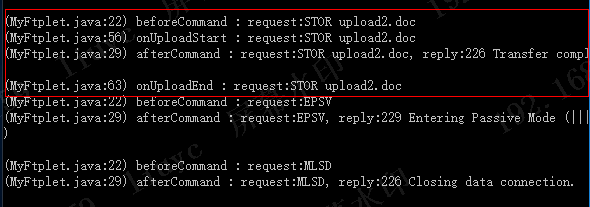 (MyFtplet.java:22) beforeCommand : request:STOR upload2.doc
(MyFtplet.java:56) onUploadStart : request:STOR upload2.doc
(MyFtplet.java:29) afterCommand : request:STOR upload2.doc, reply:226 Transfer compl
(MyFtplet.java:63) onUploadEnd : request:STOR upload2.doc
(MyFtplet.java:22) beforeCommand : request:EPSV
(MyFtplet.java:29) afterCommand : request:EPSV, reply:229 Entering Passive Mode (|||
)
(MyFtplet.java:22) beforeCommand : request:MLSD
(MyFtplet.java:29) afterCommand : request:MLSD, reply:226 Closing data connection.